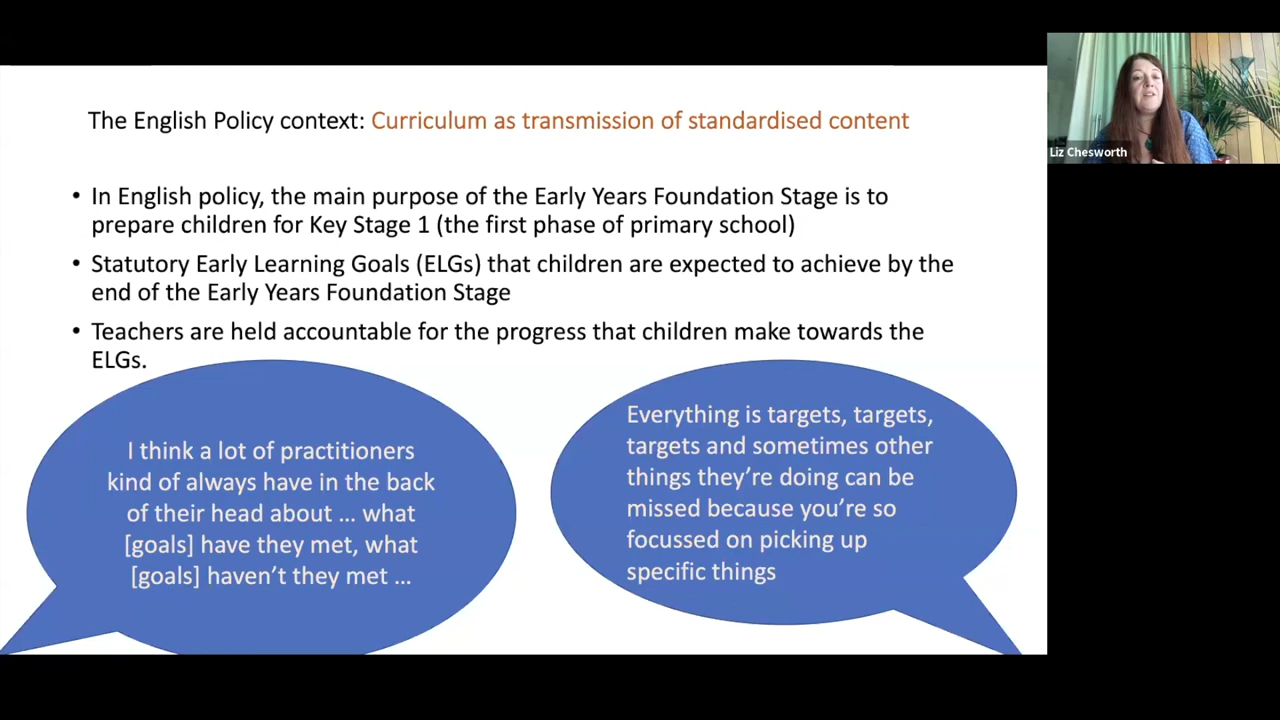 The English Policy context: Curriculum as transmission of standardised content
• In English policy, the main purpose of the Early Years Foundation Stage is to
prepare children for Key Stage 1 (the first phase of primary school)
• Statutory Early Learning Goals (ELGs) that children are expected to achieve by the
end of the Early Years Foundation Stage
• Teachers are held accountable for the progress that children make towards the
ELGs.
I think a lot of practitioners
kind of always have in the back
of their head about … what
[goals] have they met, what
[goals] haven’t they met …
Everything is targets, targets,
targets and sometimes other
things they’re doing can be
missed because you’re so
focussed on picking up
specific things
Liz Chesworth